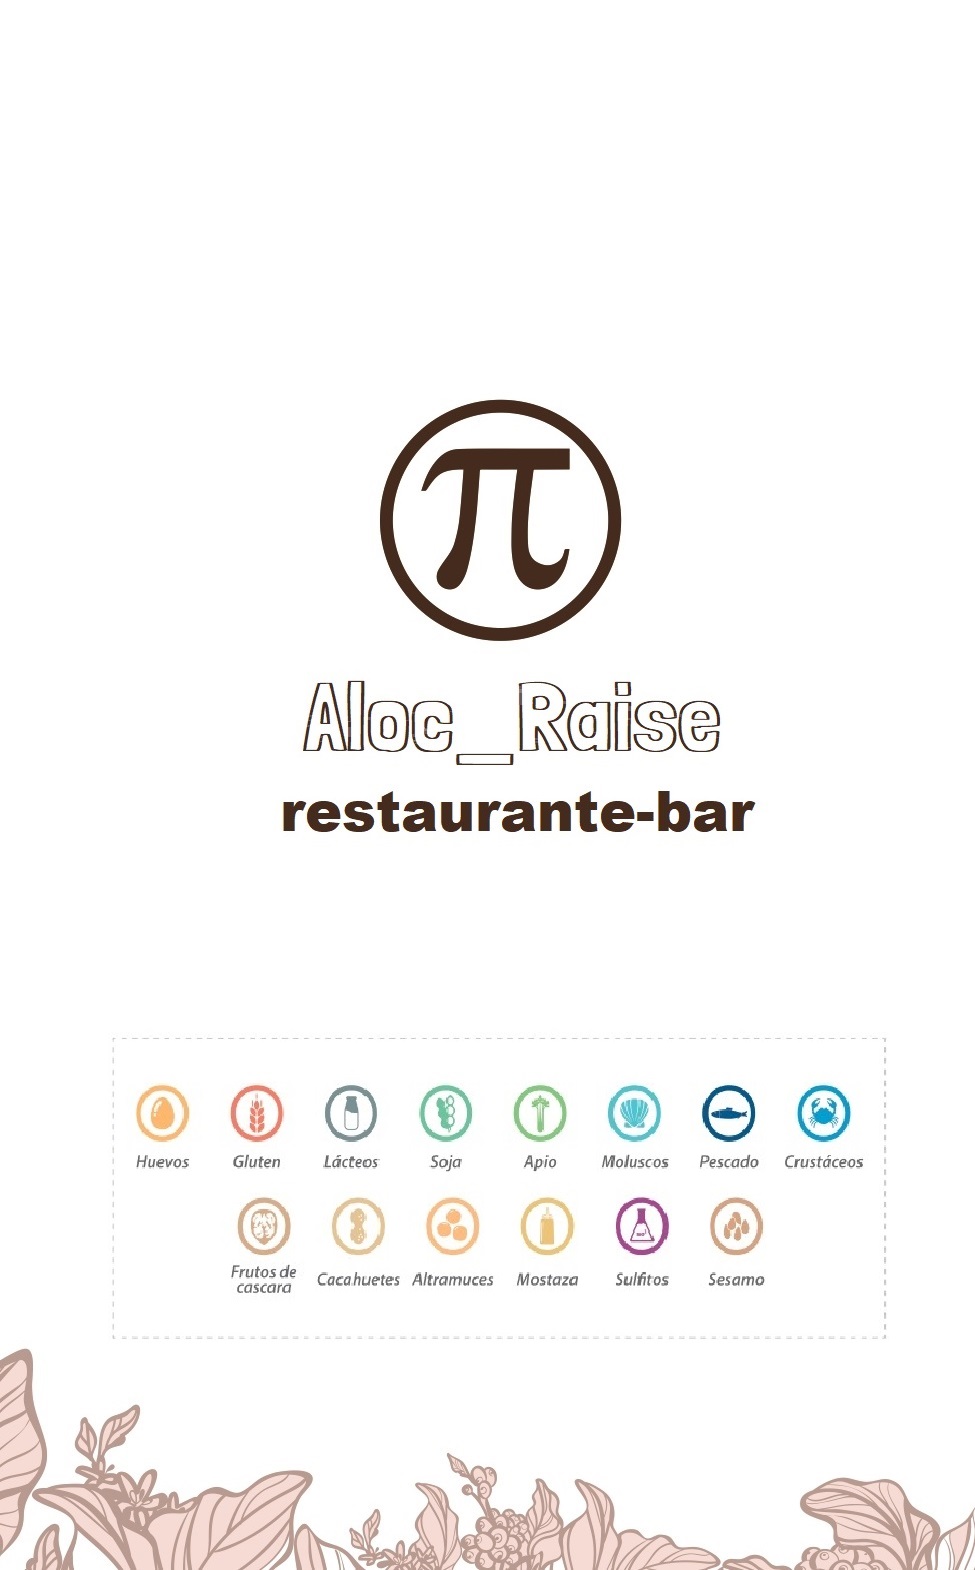 π
Aloc_Raise
restaurante-bar
Huevos Gluten Lácteos Soja Apio Moluscos Pescado Crustáceos
Frutos de cascara Cacahuetes Altramuces Mostaza Sulfitos Sesamo